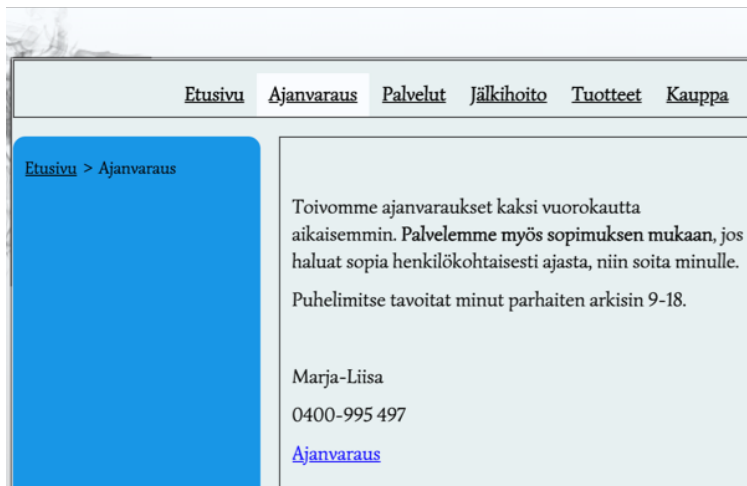 Etusivu Ajanvaraus Palvelut Jälkihoito Tuotteet Kauppa
Etusivu > Ajanvaraus
Toivomme ajanvaraukset kaksi vuorokautta
aikaisemmin. Palvelemme myös sopimuksen mukaan, jos
haluat sopia henkilökohtaisesti ajasta, niin soita minulle.
Puhelimitse tavoitat minut parhaiten arkisin 9-18.
Marja-Liisa
0400-995 497
Ajanvaraus